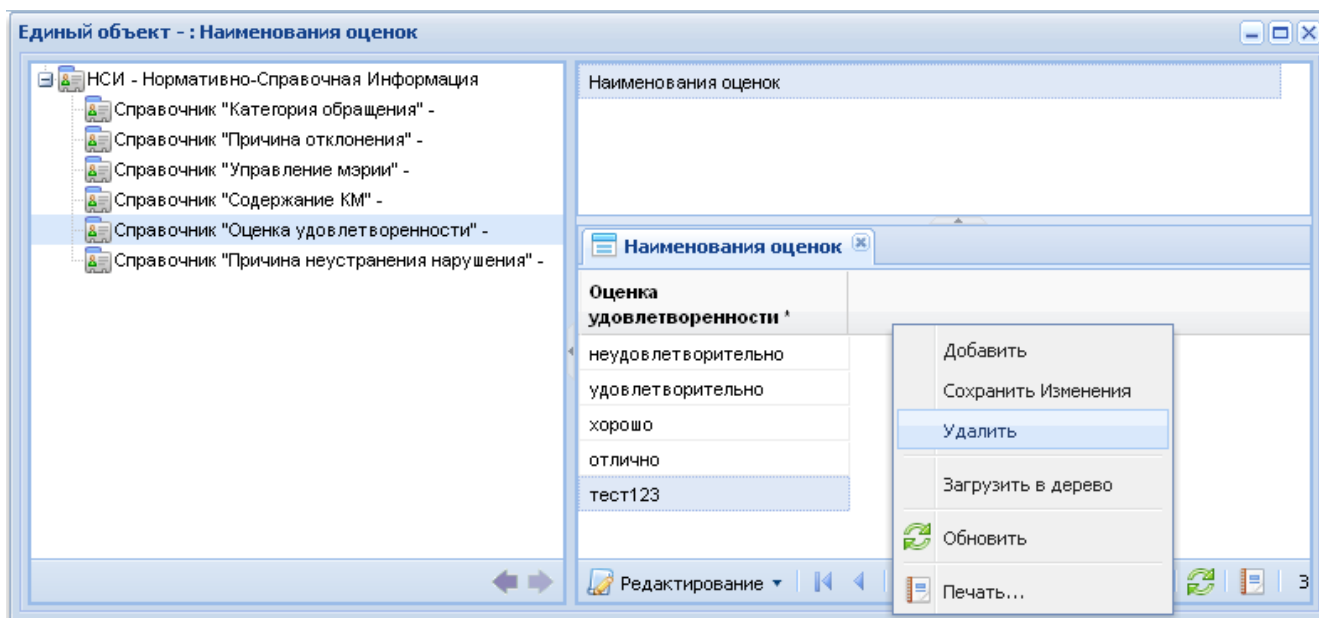 Единый объект - : Наименования оценок
НСИ - Нормативно-Справочная Информация
Справочник "Категория обращения" -
Справочник "Причина отклонения" -
Справочник "Управление мэрии" -
Справочник "Содержание КМ" -
Справочник "Оценка удовлетворенности" -
Справочник "Причина неустранения нарушения" -
Наименования оценок
Наименования оценок
Оценка
удовлетворенности *
неудовлетворительно
удовлетворительно
хорошо
отлично
тест123
Добавить
Сохранить Изменения
Удалить
Загрузить в дерево
Обновить
Печать...
Редактирование